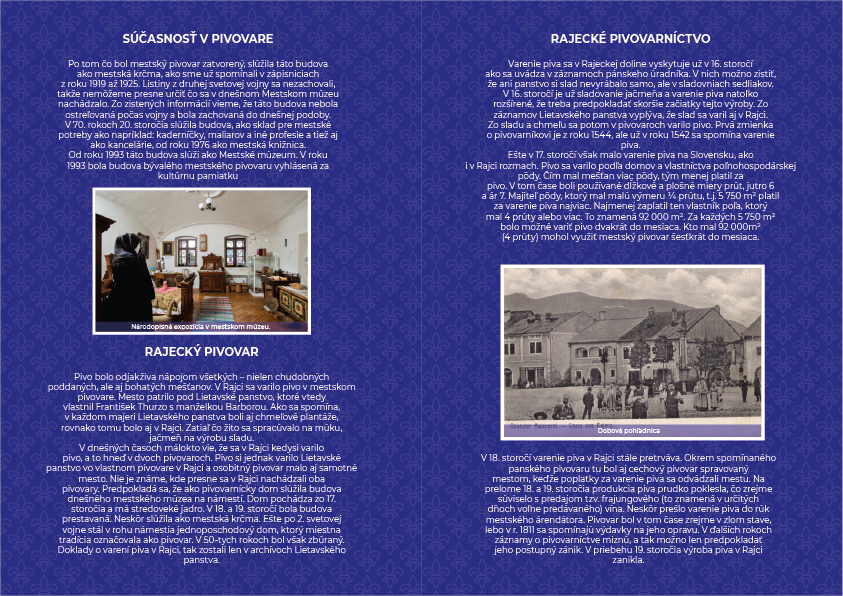 SÚČASNOSŤ V PIVOVARE
Po tom čo bol mestský pivovar zatvorený, slúžila táto budova
ako mestská krčma, ako sme už spomínali v zápisniciach
z roku 1919 až 1925. Listiny z druhej svetovej vojny sa nezachovali,
takže nemôžeme presne určiť čo sa v dnešnom Mestskom múzeu
nachádzalo. Zo zistených informácií vieme, že táto budova nebola
ostreľovaná počas vojny a bola zachovaná do dnešnej podoby.
V 70. rokoch 20. storočia slúžila budova, ako sklad pre mestské
potreby ako napríklad: kaderníčky, maliarov a iné profesie a tiež aj
ako kancelárie, od roku 1976 ako mestská knižnica.
Od roku 1993 táto budova slúži ako Mestské múzeum. V roku
1993 bola budova bývalého mestského pivovaru vyhlásená za
kultúrnu pamiatku
Národopisná expozícia v mestskom múzeu.
RAJECKÝ PIVOVAR
Pivo bolo odjakživa nápojom všetkých – nielen chudobných
poddaných, ale aj bohatých mešťanov. V Rajci sa varilo pivo v mestskom
pivovare. Mesto patrilo pod Lietavské panstvo, ktoré vtedy
vlastnil František Thurzo s manželkou Barborou. Ako sa spomína,
v každom majeri Lietavského panstva boli aj chmeľové plantáže,
rovnako tomu bolo aj v Rajci. Zatiaľ čo žito sa spracúvalo na múku,
jačmeň na výrobu sladu.
V dnešných časoch málokto vie, že sa v Rajci kedysi varilo
pivo, a to hneď v dvoch pivovaroch. Pivo si jednak varilo Lietavské
panstvo vo vlastnom pivovare v Rajci a osobitný pivovar malo aj samotné
mesto. Nie je známe, kde presne sa v Rajci nachádzali oba
pivovary. Predpokladá sa, že ako pivovarnícky dom slúžila budova
dnešného mestského múzea na námestí. Dom pochádza zo 17.
storočia a má stredoveké jadro. V 18. a 19. storočí bola budova
prestavaná. Neskôr slúžila ako mestská krčma. Ešte po 2. svetovej
vojne stál v rohu námestia jednoposchodový dom, ktorý miestna
tradícia označovala ako pivovar. V 50-tych rokoch bol však zbúraný.
Doklady o varení piva v Rajci, tak zostali len v archívoch Lietavského
panstva.
RAJECKÉ PIVOVARNÍCTVO
Varenie piva sa v Rajeckej doline vyskytuje už v 16. storočí
ako sa uvádza v záznamoch pánskeho úradníka. V nich možno zistiť,
že ani panstvo si slad nevyrábalo samo, ale v sladovniach sedliakov.
V 16. storočí je už sladovanie jačmeňa a varenie piva natoľko
rozšírené, že treba predpokladať skoršie začiatky tejto výroby. Zo
záznamov Lietavského panstva vyplýva, že slad sa varil aj v Rajci.
Zo sladu a chmeľu sa potom v pivovaroch varilo pivo. Prvá zmienka
o pivovarníkovi je z roku 1544, ale už v roku 1542 sa spomína varenie
piva.
Ešte v 17. storočí však malo varenie piva na Slovensku, ako
i v Rajci rozmach. Pivo sa varilo podľa domov a vlastníctva poľnohospodárskej
pôdy. Čím mal mešťan viac pôdy, tým menej platil za
pivo. V tom čase boli používané dĺžkové a plošné miery prút, jutro 6
a ár 7. Majiteľ pôdy, ktorý mal malú výmeru ¼ prútu, t.j. 5 750 m² platil
za varenie piva najviac. Najmenej zaplatil ten vlastník poľa, ktorý
mal 4 prúty alebo viac. To znamená 92 000 m². Za každých 5 750 m²
bolo možné variť pivo dvakrát do mesiaca. Kto mal 92 000m²
(4 prúty) mohol využiť mestský pivovar šesťkrát do mesiaca.
Dobová pohľadnica
V 18. storočí varenie piva v Rajci stále pretrváva. Okrem spomínaného
panského pivovaru tu bol aj cechový pivovar spravovaný
mestom, keďže poplatky za varenie piva sa odvádzali mestu. Na
prelome 18. a 19. storočia produkcia piva prudko poklesla, čo zrejme
súviselo s predajom tzv. frajungového (to znamená v určitých
dňoch voľne predávaného) vína. Neskôr prešlo varenie piva do rúk
mestského árendátora. Pivovar bol v tom čase zrejme v zlom stave,
lebo v r. 1811 sa spomínajú výdavky na jeho opravu. V ďalších rokoch
záznamy o pivovarníctve miznú, a tak možno len predpokladať
jeho postupný zánik. V priebehu 19. storočia výroba piva v Rajci
zanikla.